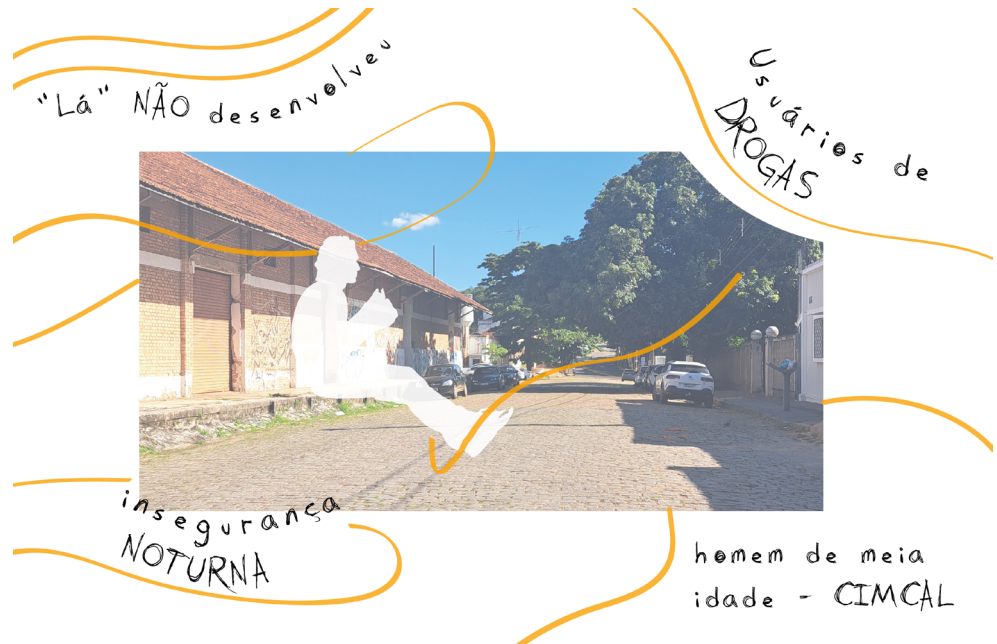 "Lá" NÃO desenvolveu
Usuários de
DROGAS
insegurança
NOTURNA
homem de meia
idade - CIMCAL